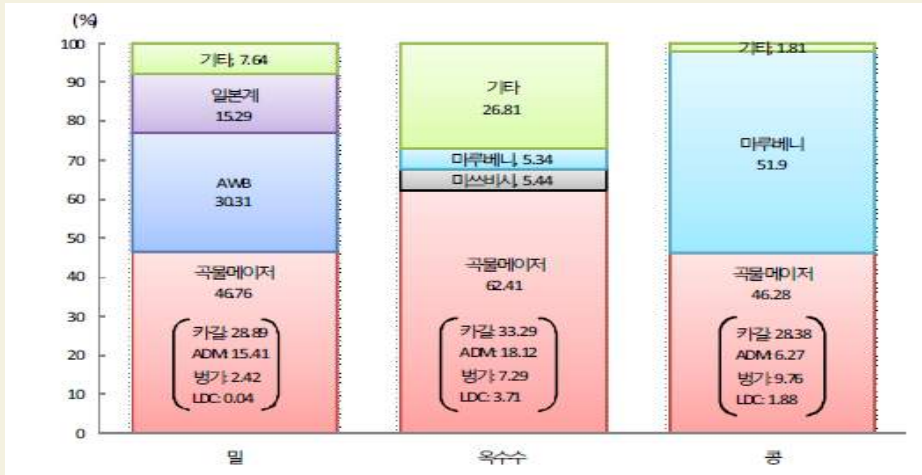 (%)
100
90
80
70
60
50
40
30
20
10
0
기타, 7.64
일본계
15.29
AWB
30.31
곡물메이저
46.76
카길: 28.89
ADM: 15.41
벙기: 2.42
LDC: 0.04
밀
기타
26.81
마루베니, 5.34
미쓰비시, 5.44
곡물메이저
62.41
카길: 33.29
ADM: 18.12
벙기: 7.29
LDC: 3.71
옥수수
기타, 1.81
마루베니
51.9
곡물메이저
46.28
카길: 28.38
ADM: 6.27
벙기: 9.76
LDC: 1.88
콩